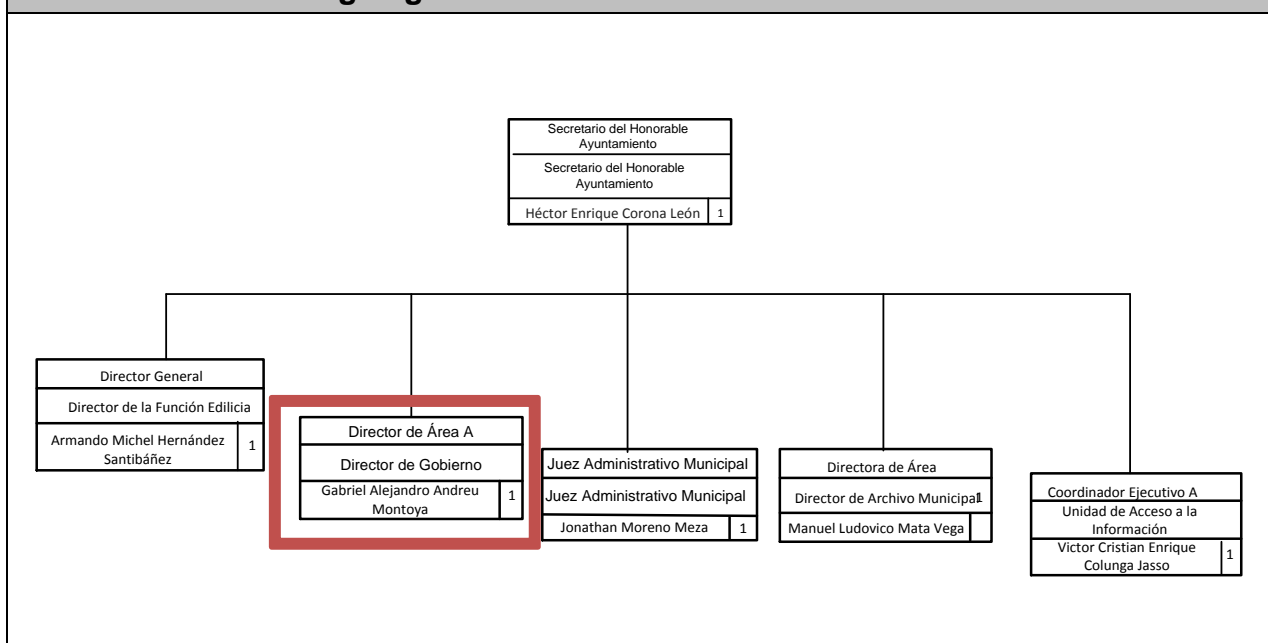 Secretario del Honorable
Ayuntamiento
Secretario del Honorable
Ayuntamiento
Héctor Enrique Corona León 1
Director General
Director de la Función Edilicia
Armando Michel Hernández
Santibáñez
1
Director de Área A
Director de Gobierno
Gabriel Alejandro Andreu
Montoya
1
Juez Administrativo Municipal
Juez Administrativo Municipal
Jonathan Moreno Meza 1
Directora de Área
Director de Archivo Municipal
1
Manuel Ludovico Mata Vega
Coordinador Ejecutivo A
Unidad de Acceso a la
Información
Victor Cristian Enrique
Colunga Jasso
1